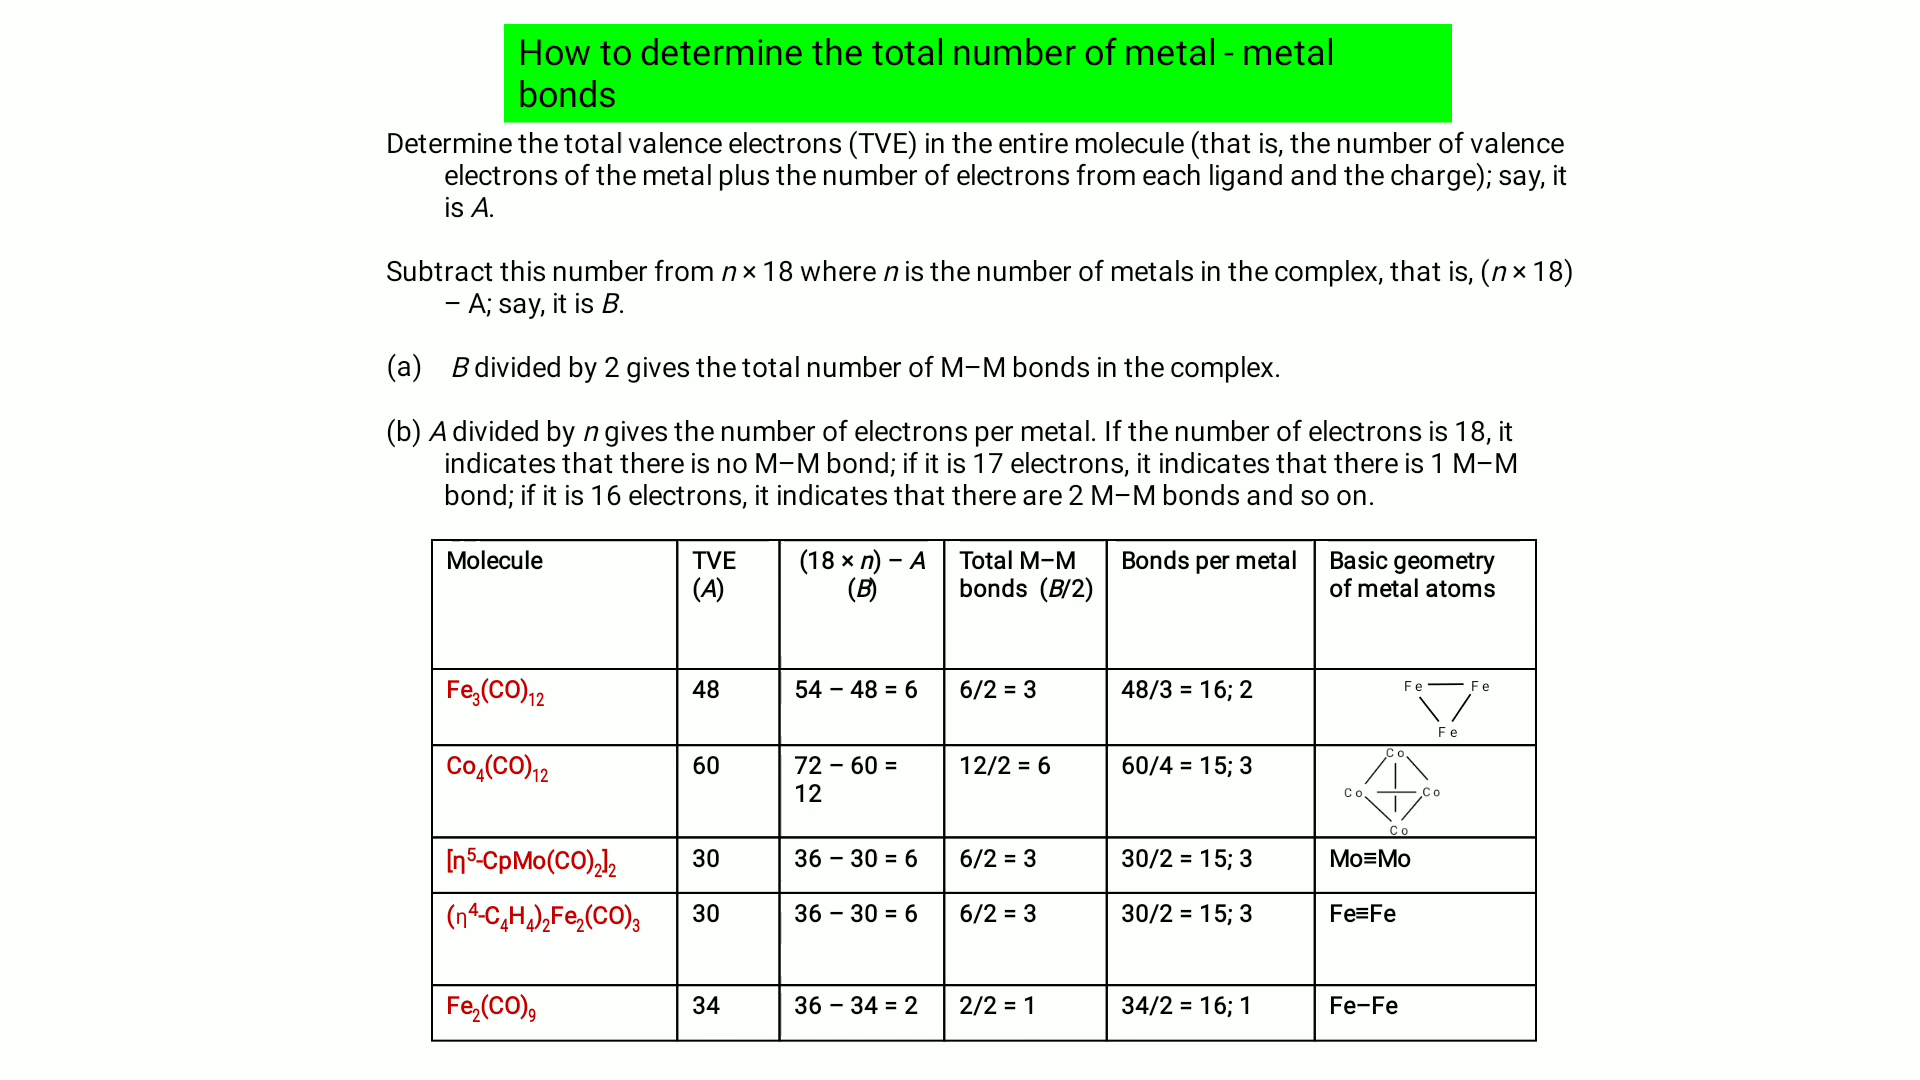 How to determine the total number of metal - metal
bonds
Determine the total valence electrons (TVE) in the entire molecule (that is, the number of valence
electrons of the metal plus the number of electrons from each ligand and the charge); say, it
is A.
Subtract this number from n × 18 where n is the number of metals in the complex, that is, (n × 18)
– A; say, it is B.
(a) B divided by 2 gives the total number of M–M bonds in the complex.
(b) A divided by n gives the number of electrons per metal. If the number of electrons is 18, it
indicates that there is no M–M bond; if it is 17 electrons, it indicates that there is 1 M–M
bond; if it is 16 electrons, it indicates that there are 2 M–M bonds and so on.
Molecule TVE (18 × n) – A Total M–M Bonds per metal Basic geometry
(A) (B) bonds (B/2) of metal atoms
Fe₃(CO)₁₂ 48 54 – 48 = 6 6/2 = 3 48/3 = 16; 2 Fe Fe
Fe
Co
Co₄(CO)₁₂ 60 72 – 60 = 12/2 = 6 60/4 = 15; 3
12 Co Co
Co
[η⁵-CpMo(CO)₂]₂ 30 36 – 30 = 6 6/2 = 3 30/2 = 15; 3 Mo≡Mo
(η⁴-C₄H₄)₂Fe₂(CO)₃ 30 36 – 30 = 6 6/2 = 3 30/2 = 15; 3 Fe≡Fe
Fe₂(CO)₉ 34 36 – 34 = 2 2/2 = 1 34/2 = 16; 1 Fe–Fe